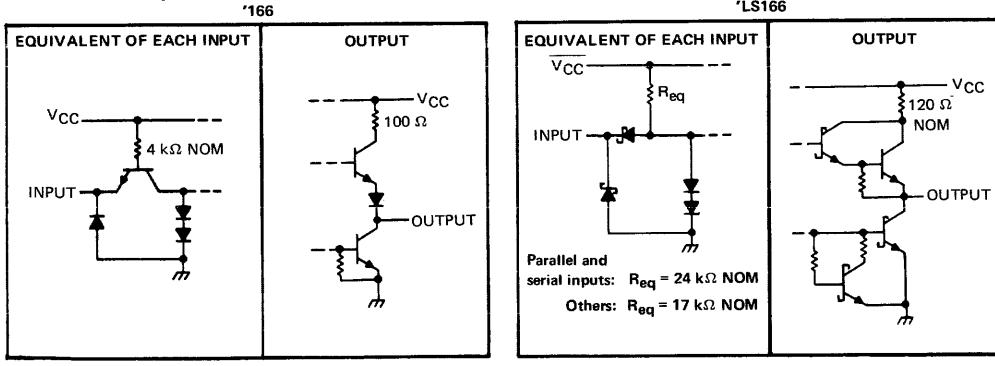 '166
EQUIVALENT OF EACH INPUT
OUTPUT
VCC
4 kΩ NOM
INPUT
VCC
100 Ω
OUTPUT
'LS166
EQUIVALENT OF EACH INPUT
OUTPUT
VCC
Req
INPUT
Parallel and
serial inputs: Req = 24 kΩ NOM
Others: Req = 17 kΩ NOM
VCC
120 Ω
NOM
OUTPUT